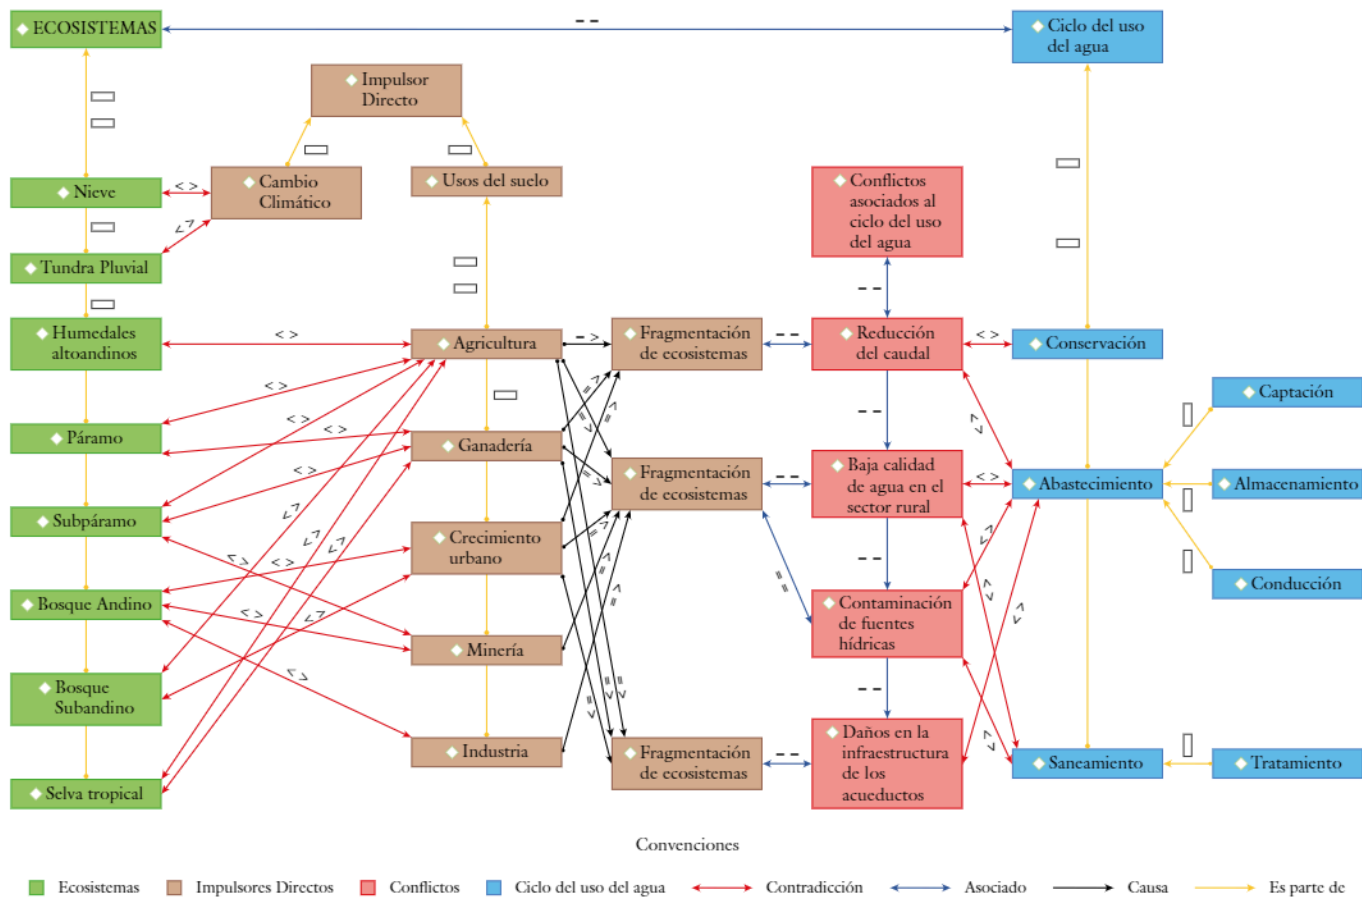 ECOSISTEMAS
Ciclo del uso
del agua
Impulsor
Directo
Nieve
Cambio
Climático
Usos del suelo
Conflictos
asociados al
ciclo del uso
del agua
Tundra Pluvial
Humedales
altoandinos
Agricultura
Fragmentación
de ecosistemas
Reducción
del caudal
Conservación
Captación
Páramo
Ganadería
Fragmentación
de ecosistemas
Baja calidad
de agua en el
sector rural
Abastecimiento
Almacenamiento
Subpáramo
Crecimiento
urbano
Conducción
Bosque Andino
Contaminación
de fuentes
hídricas
Minería
Bosque
Subandino
Industria
Fragmentación
de ecosistemas
Daños en la
infraestructura
de los
acueductos
Saneamiento
Tratamiento
Selva tropical
Convenciones
Ecosistemas
Impulsores Directos
Conflictos
Ciclo del uso del agua
Contradicción
Asociado
Causa
Es parte de